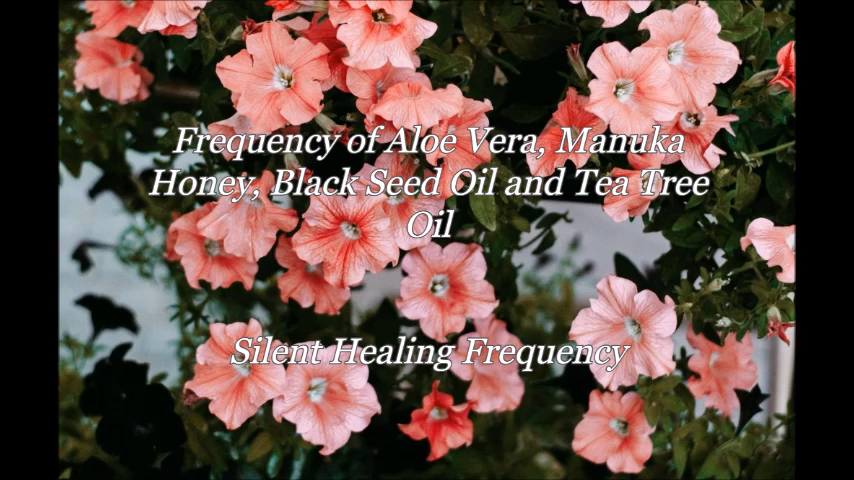 Frequency of Aloe Vera, Manuka
Honey, Black Seed Oil and Tea Tree
Oil
Silent Healing Frequency